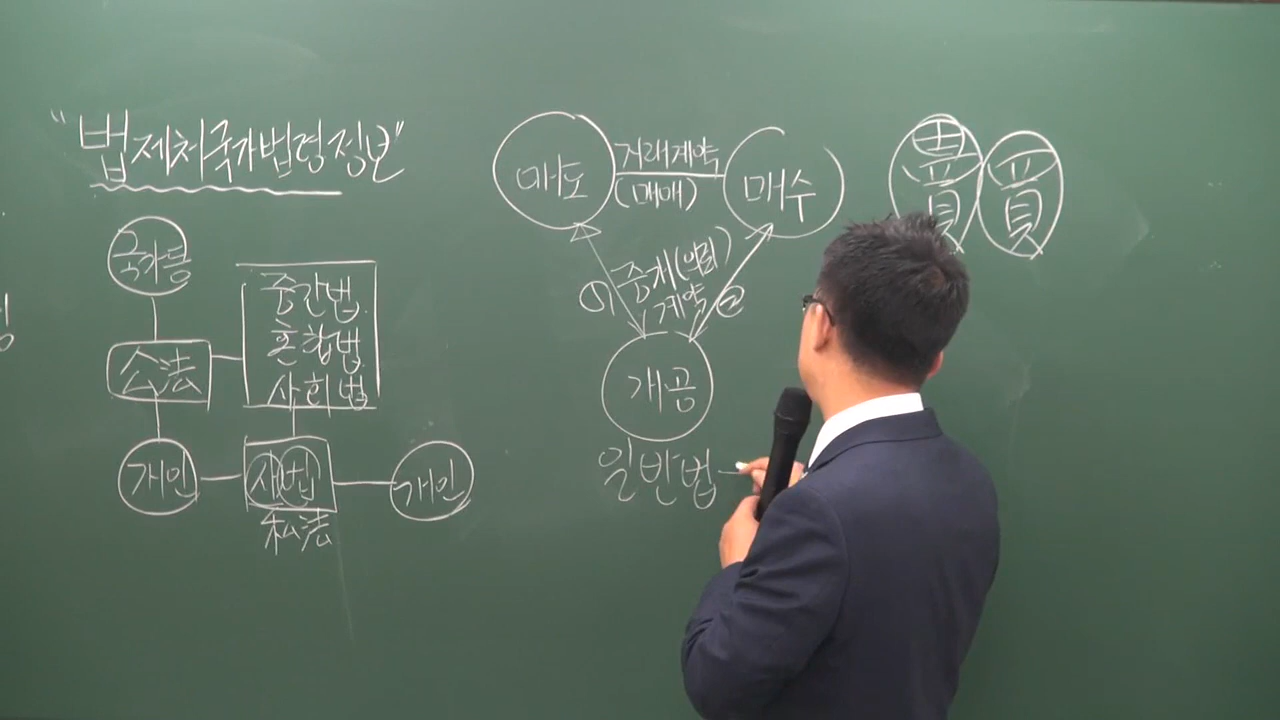 "법제처국가법령정보"
국가 등
公法
중간법
혼합법
사회법
개인
사법
개인
私法
매도
거래계약
(매매)
매수
賣
買
① 중개(의뢰)
계약 ②
개공
일반법 -